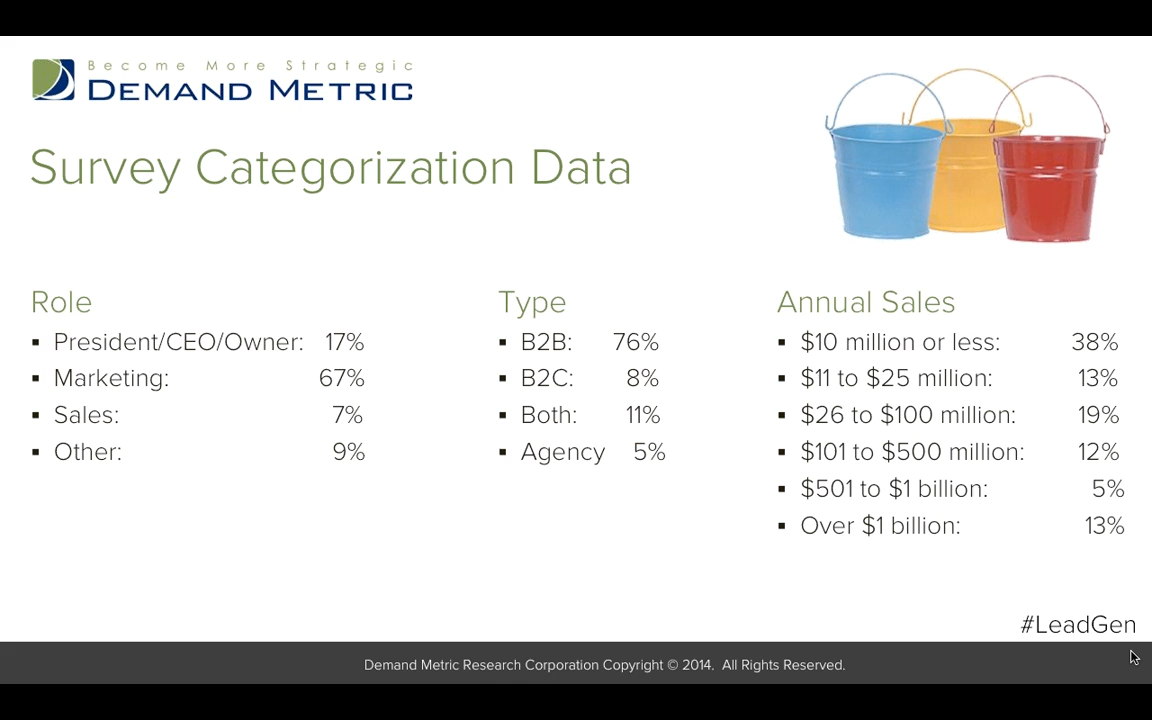 Become More Strategic
DEMAND METRIC
Survey Categorization Data
Role
▪ President/CEO/Owner: 17%
▪ Marketing: 67%
▪ Sales: 7%
▪ Other: 9%
Type
▪ B2B: 76%
▪ B2C: 8%
▪ Both: 11%
▪ Agency 5%
Annual Sales
▪ $10 million or less: 38%
▪ $11 to $25 million: 13%
▪ $26 to $100 million: 19%
▪ $101 to $500 million: 12%
▪ $501 to $1 billion: 5%
▪ Over $1 billion: 13%
#LeadGen
Demand Metric Research Corporation Copyright © 2014. All Rights Reserved.